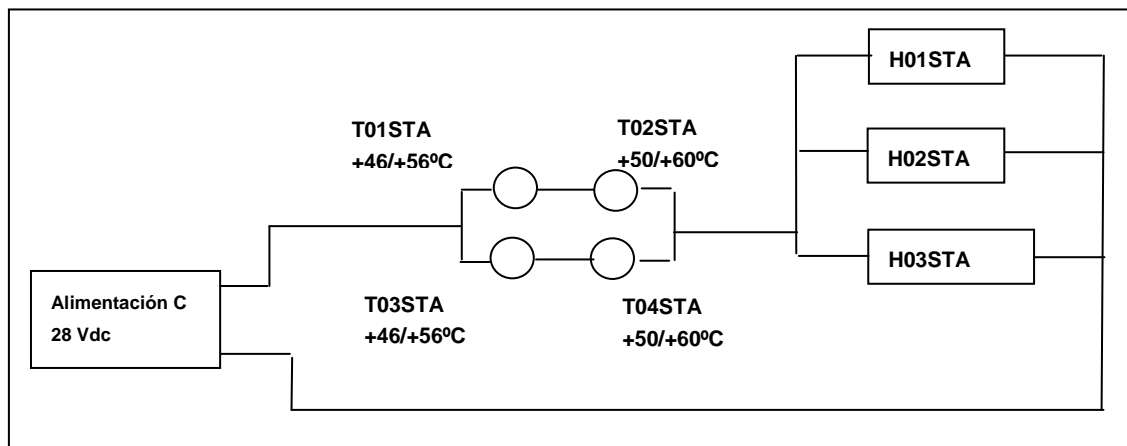 H01STA
T01STA
+46/+56ºC
T02STA
+50/+60ºC
H02STA
H03STA
Alimentación C
28 Vdc
T03STA
+46/+56ºC
T04STA
+50/+60ºC